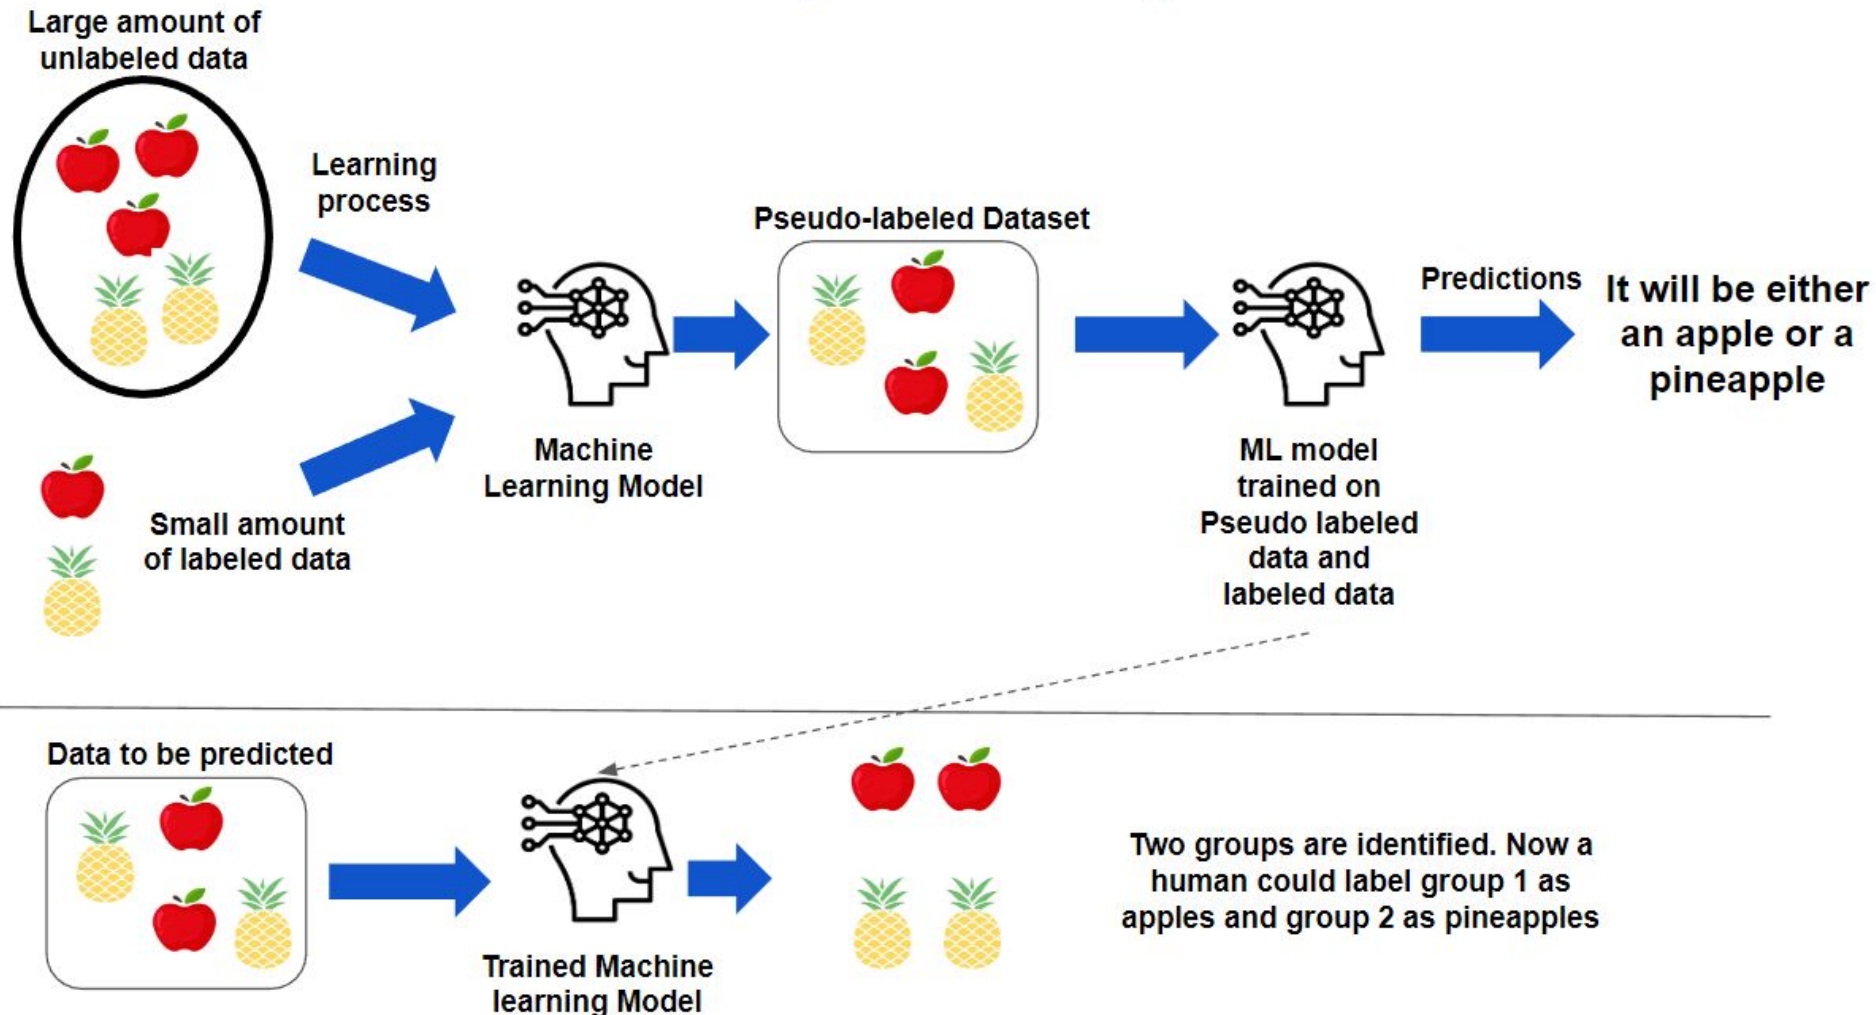 Large amount of
unlabeled data
Learning
process
Pseudo-labeled Dataset
Predictions
It will be either
an apple or a
pineapple
Machine
Learning Model
ML model
trained on
Pseudo labeled
data and
labeled data
Small amount
of labeled data
Data to be predicted
Two groups are identified. Now a
human could label group 1 as
apples and group 2 as pineapples
Trained Machine
learning Model